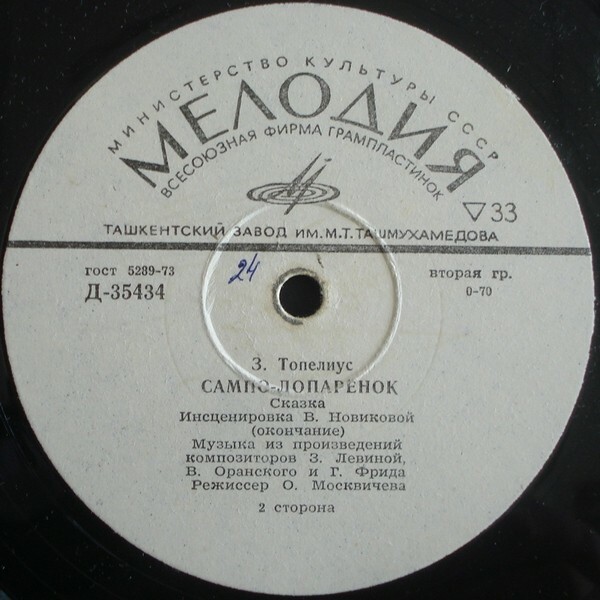 МИНИСТЕРСТВО КУЛЬТУРЫ СССР
МЕЛОДИЯ
ВСЕСОЮЗНАЯ ФИРМА ГРАМПЛАСТИНОК
▽33
ТАШКЕНТСКИЙ ЗАВОД ИМ. М.Т. ТАШМУХАМЕДОВА
гост 5289-73
Д-35434
24
вторая гр.
0-70
З. Топелиус
САМПО-ЛОПАРЕНОК
Сказка
Инсценировка В. Новиковой
(окончание)
Музыка из произведений
композиторов З. Левиной,
В. Оранского и Г. Фрида
Режиссер О. Москвичева
2 сторона